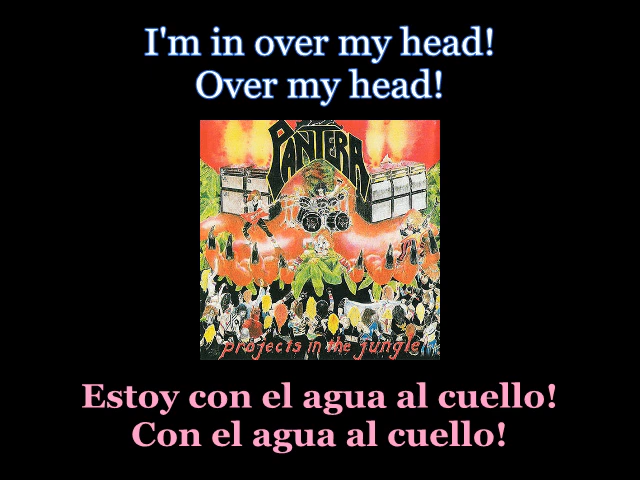 I'm in over my head!
Over my head!
PANTERA
projects in the jungle
Estoy con el agua al cuello!
Con el agua al cuello!